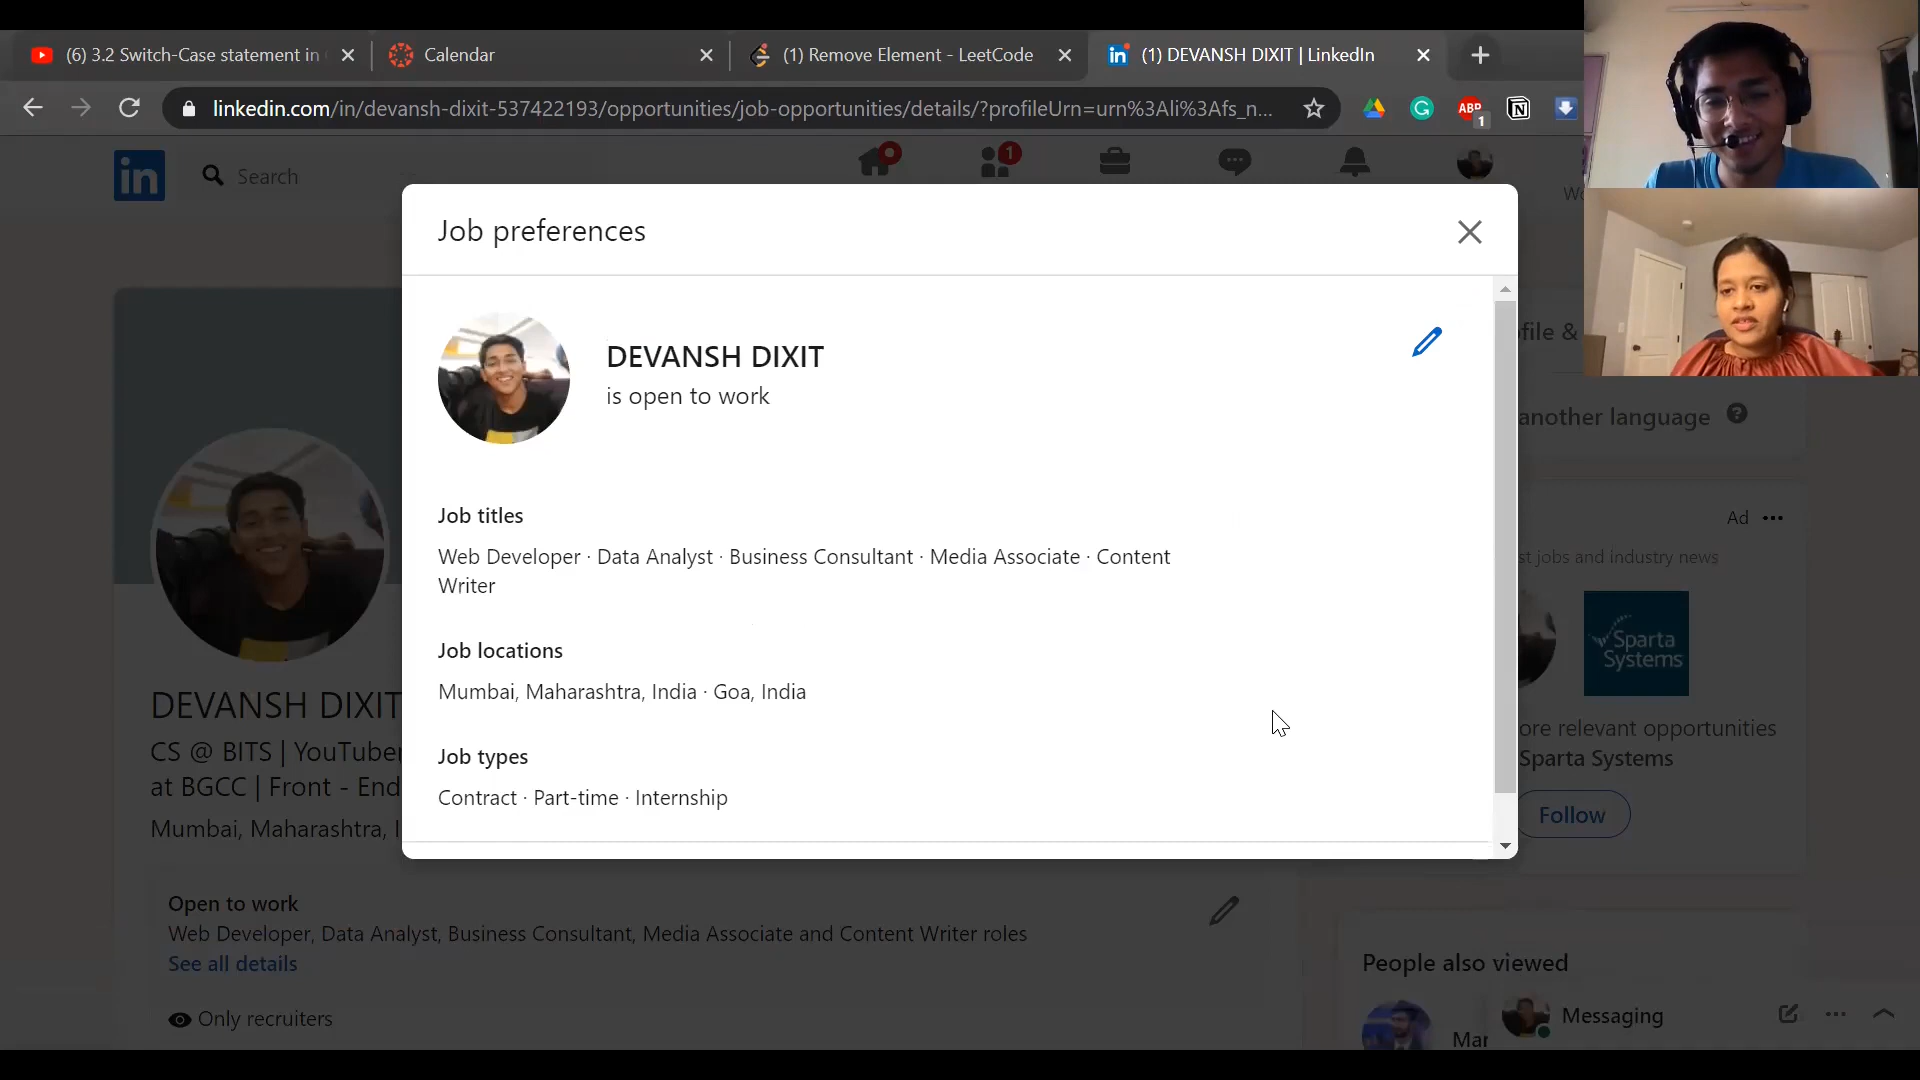 (6) 3.2 Switch-Case statement in
Calendar
(1) Remove Element - LeetCode
(1) DEVANSH DIXIT | LinkedIn
linkedin.com/in/devansh-dixit-537422193/opportunities/job-opportunities/details/?profileUrn=urn%3Ali%3Afs_n...
ABP
1
in
Search
1
Job preferences
DEVANSH DIXIT
is open to work
Job titles
Web Developer · Data Analyst · Business Consultant · Media Associate · Content
Writer
Job locations
Mumbai, Maharashtra, India · Goa, India
Job types
Contract · Part-time · Internship
another language
Ad
st jobs and industry news
Sparta
Systems
ore relevant opportunities
Sparta Systems
Follow
DEVANSH DIXIT
CS @ BITS | YouTuber
at BGCC | Front - End
Mumbai, Maharashtra, I
Open to work
Web Developer, Data Analyst, Business Consultant, Media Associate and Content Writer roles
See all details
Only recruiters
People also viewed
Messaging
Mar